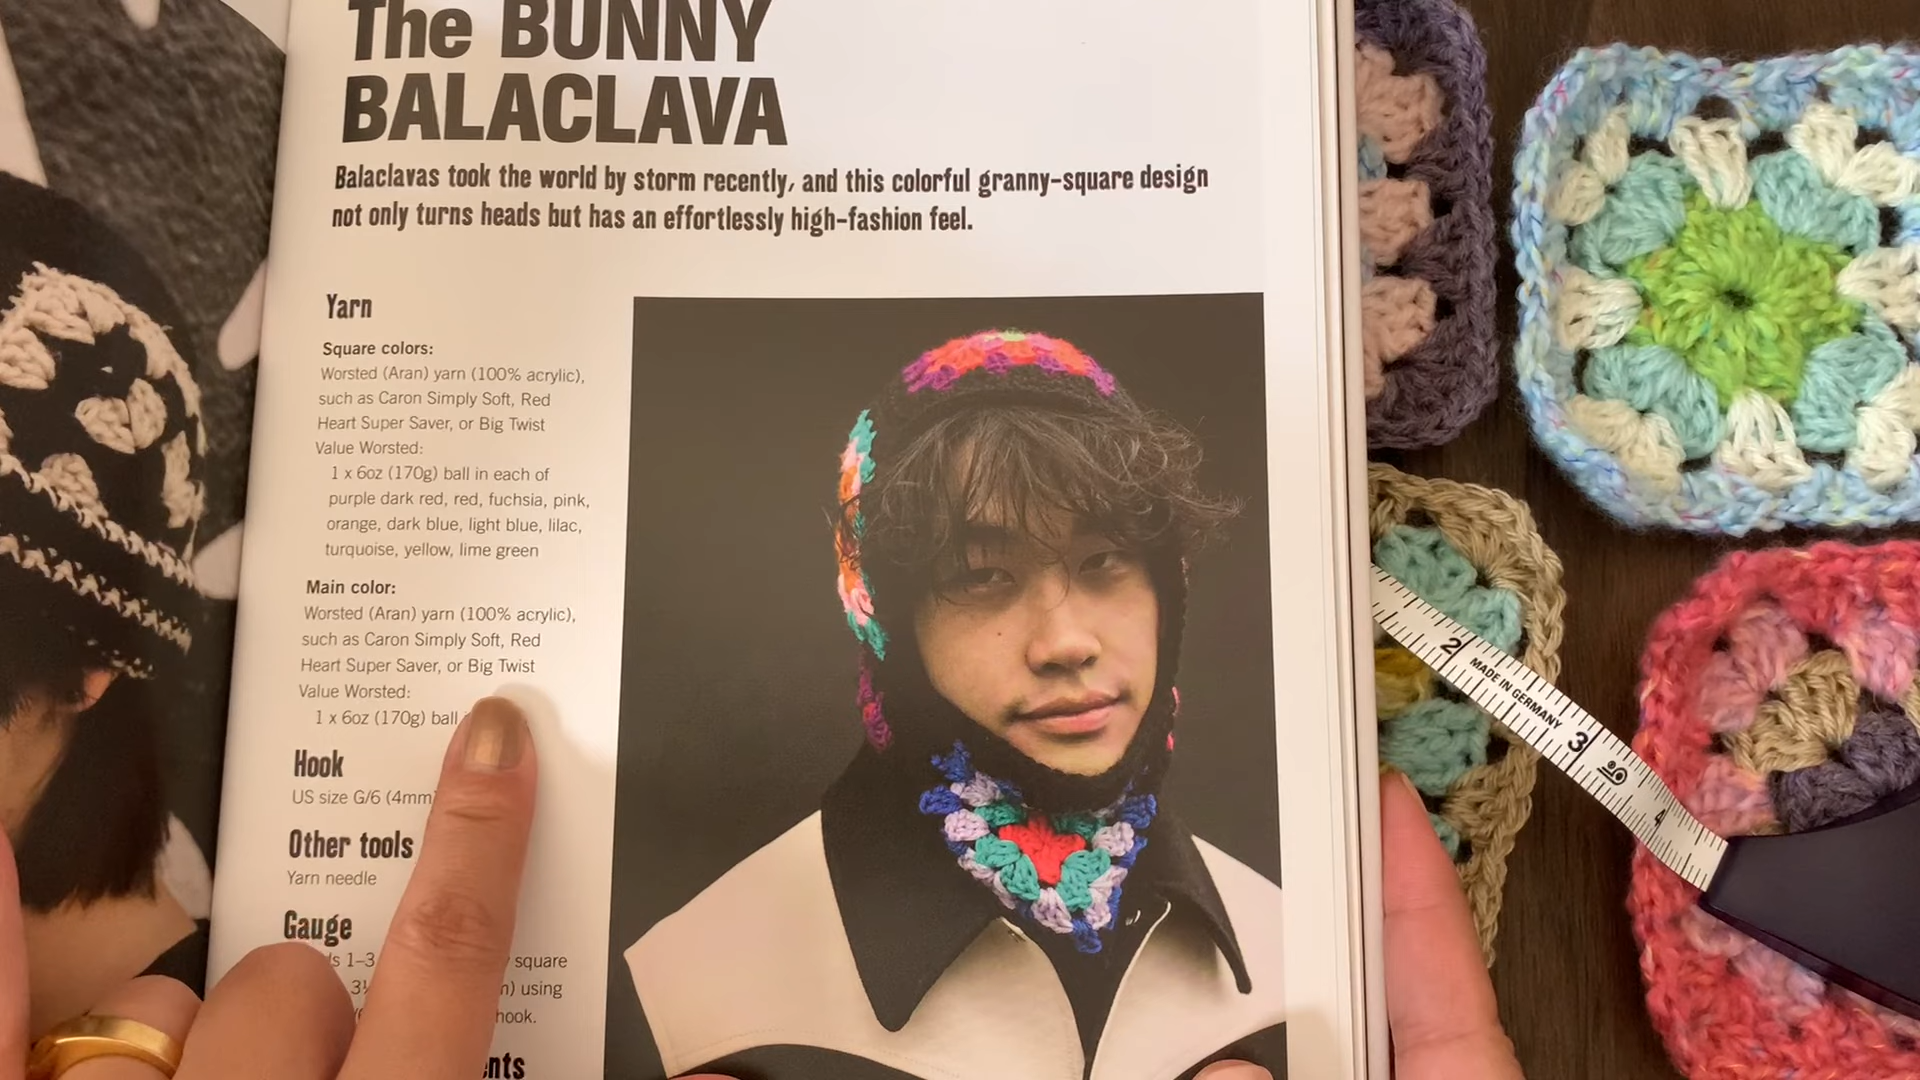 The BUNNY
BALACLAVA
Balaclavas took the world by storm recently, and this colorful granny-square design
not only turns heads but has an effortlessly high-fashion feel.
Yarn
Square colors:
Worsted (Aran) yarn (100% acrylic),
such as Caron Simply Soft, Red
Heart Super Saver, or Big Twist
Value Worsted:
1 x 6oz (170g) ball in each of
purple dark red, red, fuchsia, pink,
orange, dark blue, light blue, lilac,
turquoise, yellow, lime green
Main color:
Worsted (Aran) yarn (100% acrylic),
such as Caron Simply Soft, Red
Heart Super Saver, or Big Twist
Value Worsted:
1 x 6oz (170g) ball
Hook
US size G/6 (4mm)
Other tools
Yarn needle
Gauge
1–3 square
using
hook.
2 MADE IN GERMANY 3 4